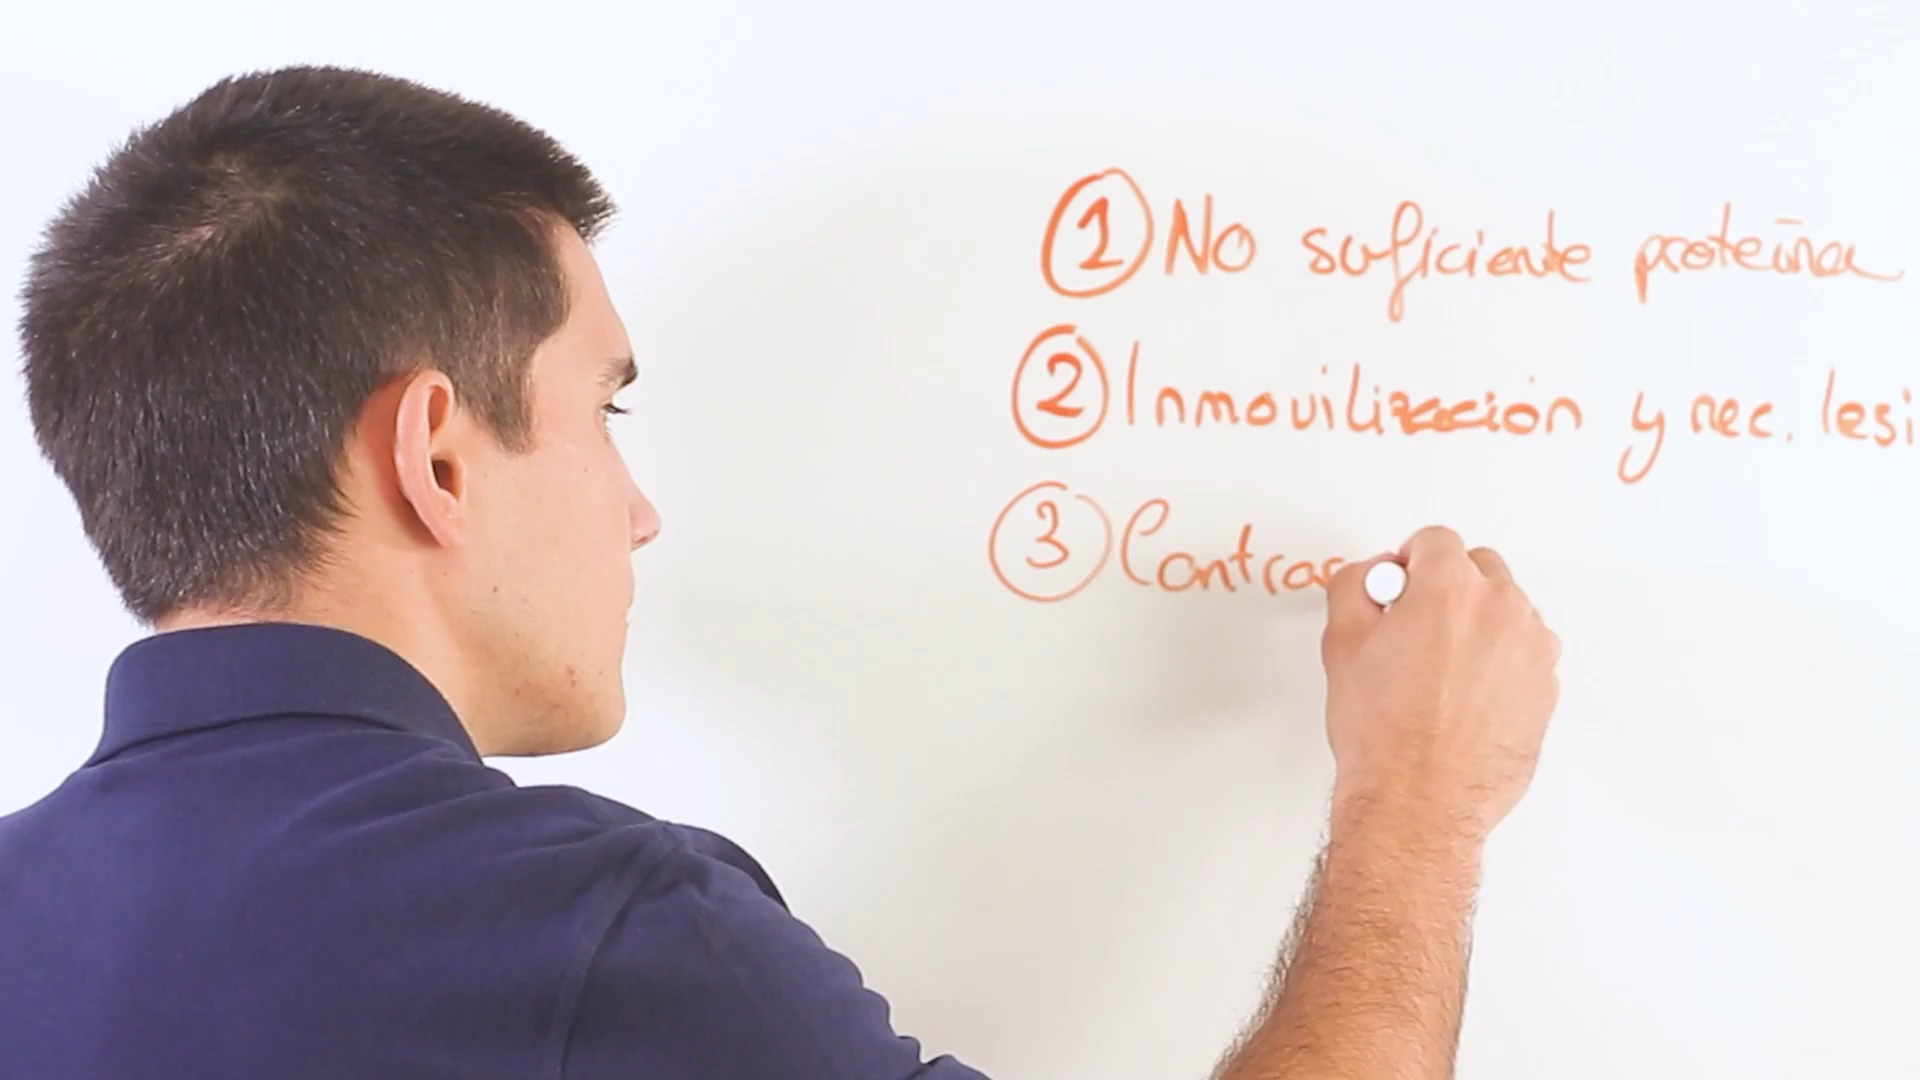 1 No suficiente proteína
2 Inmovilización y rec. lesi
3 Contra